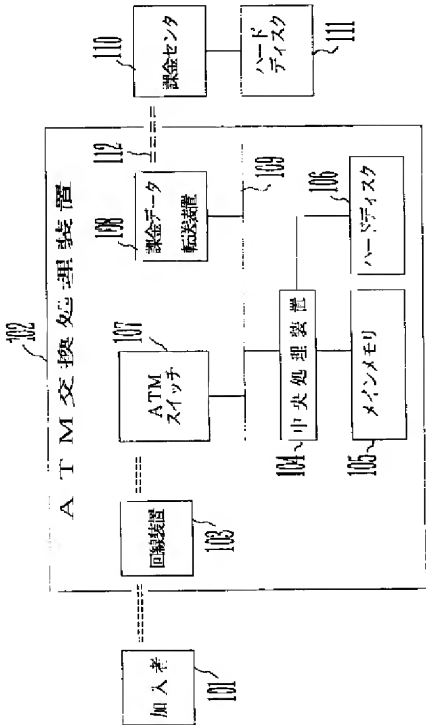 102
ATM交換処理装置
加入者
101
回線装置
103
ATM
スイッチ
107
108
課金データ
転送装置
112
109
中央処理装置
104
メインメモリ
105
106
ハードディスク
110
課金センタ
ハード
ディスク
111